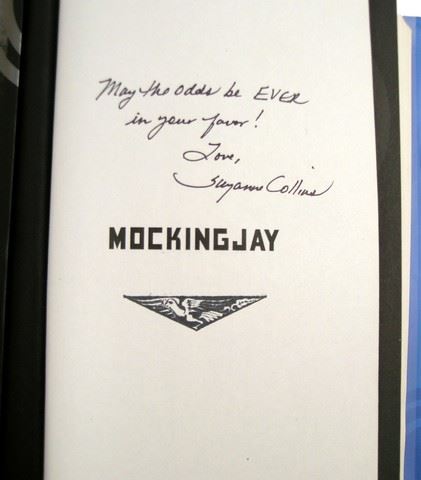 May the odds be EVER
in your favor!
Love,
Suzanne Collins
MOCKINGJAY